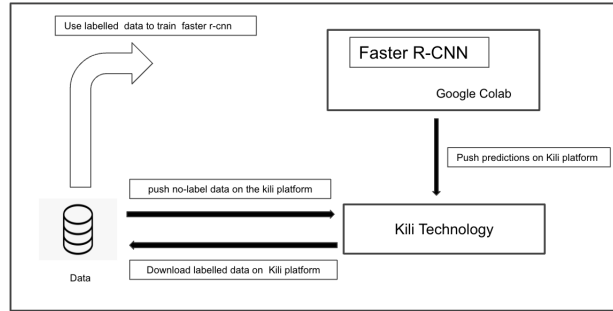 Use labelled data to train faster r-cnn
Faster R-CNN
Google Colab
Push predictions on Kili platform
push no-label data on the kili platform
Kili Technology
Download labelled data on Kili platform
Data